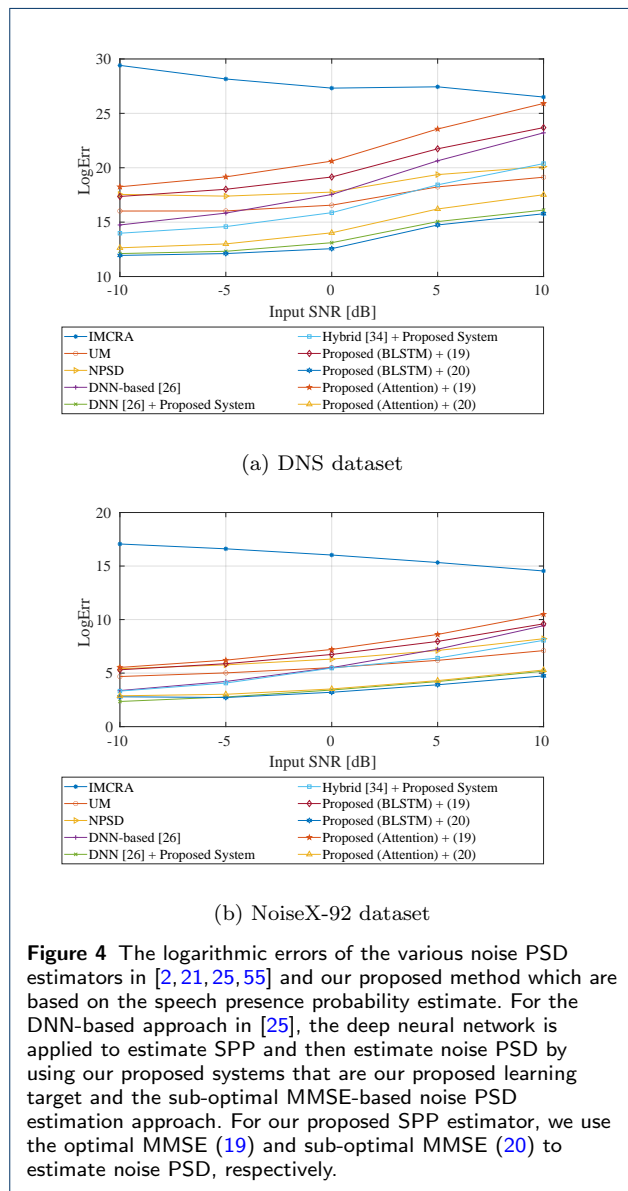 30
25
20
15
10
LogErr
-10 -5 0 5 10
Input SNR [dB]
IMCRA
UM
NPSD
DNN-based [26]
DNN [26] + Proposed System
Hybrid [34] + Proposed System
Proposed (BLSTM) + (19)
Proposed (BLSTM) + (20)
Proposed (Attention) + (19)
Proposed (Attention) + (20)
(a) DNS dataset
20
15
10
5
0
LogErr
-10 -5 0 5 10
Input SNR [dB]
IMCRA
UM
NPSD
DNN-based [26]
DNN [26] + Proposed System
Hybrid [34] + Proposed System
Proposed (BLSTM) + (19)
Proposed (BLSTM) + (20)
Proposed (Attention) + (19)
Proposed (Attention) + (20)
(b) NoiseX-92 dataset
Figure 4 The logarithmic errors of the various noise PSD
estimators in [2, 21, 25, 55] and our proposed method which are
based on the speech presence probability estimate. For the
DNN-based approach in [25], the deep neural network is
applied to estimate SPP and then estimate noise PSD by
using our proposed systems that are our proposed learning
target and the sub-optimal MMSE-based noise PSD
estimation approach. For our proposed SPP estimator, we use
the optimal MMSE (19) and sub-optimal MMSE (20) to
estimate noise PSD, respectively.